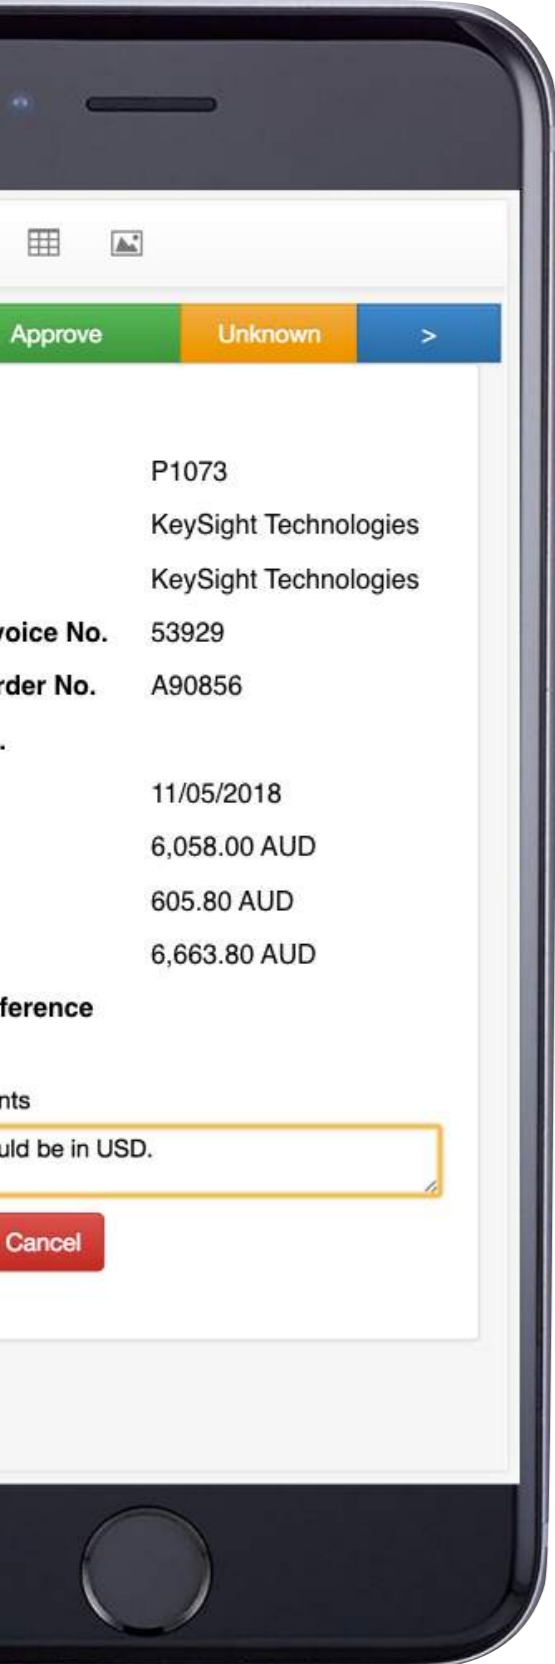 Approve Unknown >
P1073
KeySight Technologies
KeySight Technologies
voice No. 53929
rder No. A90856
.
11/05/2018
6,058.00 AUD
605.80 AUD
6,663.80 AUD
ference
nts
uld be in USD.
Cancel